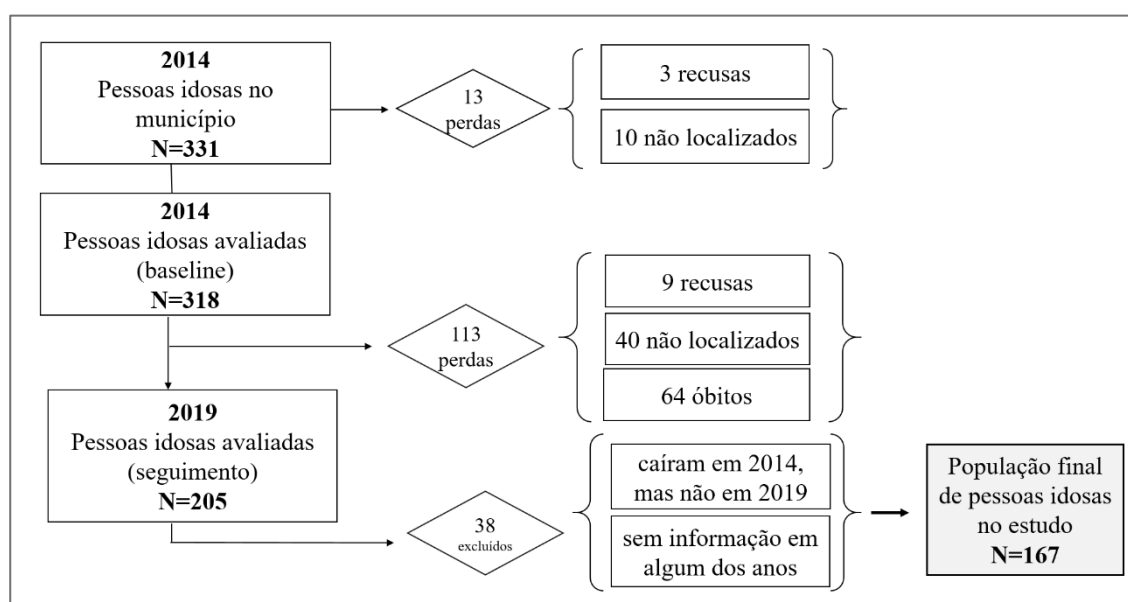 2014
Pessoas idosas no
município
N=331
13
perdas
3 recusas
10 não localizados
2014
Pessoas idosas avaliadas
(baseline)
N=318
113
perdas
9 recusas
40 não localizados
64 óbitos
2019
Pessoas idosas avaliadas
(seguimento)
N=205
38
excluídos
caíram em 2014,
mas não em 2019
sem informação em
algum dos anos
População final
de pessoas idosas
no estudo
N=167